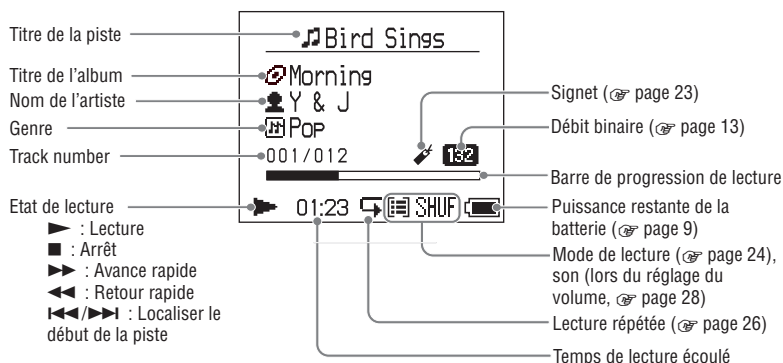 Titre de la piste
Titre de l'album
Nom de l'artiste
Genre
Track number
Etat de lecture
► : Lecture
■ : Arrêt
►► : Avance rapide
◄◄ : Retour rapide
I◄◄/►►I : Localiser le
début de la piste
Bird Sings
Morning
Y & J
Pop
001/012
132
01:23
SHUF
Signet (☞ page 23)
Débit binaire (☞ page 13)
Barre de progression de lecture
Puissance restante de la
batterie (☞ page 9)
Mode de lecture (☞ page 24),
son (lors du réglage du
volume, ☞ page 28)
Lecture répétée (☞ page 26)
Temps de lecture écoulé